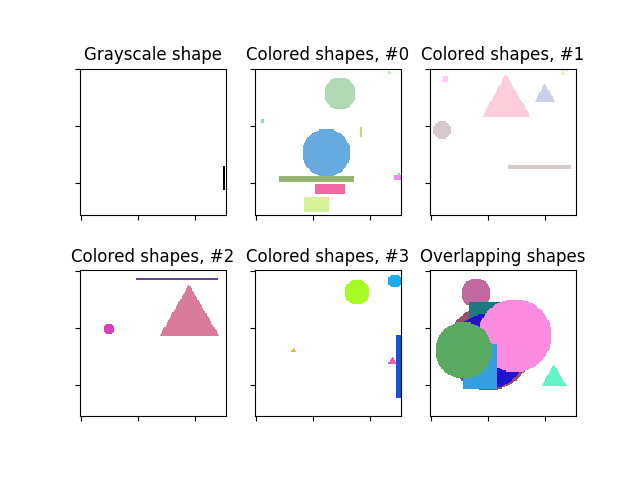 Grayscale shape
Colored shapes, #0
Colored shapes, #1
Colored shapes, #2
Colored shapes, #3
Overlapping shapes